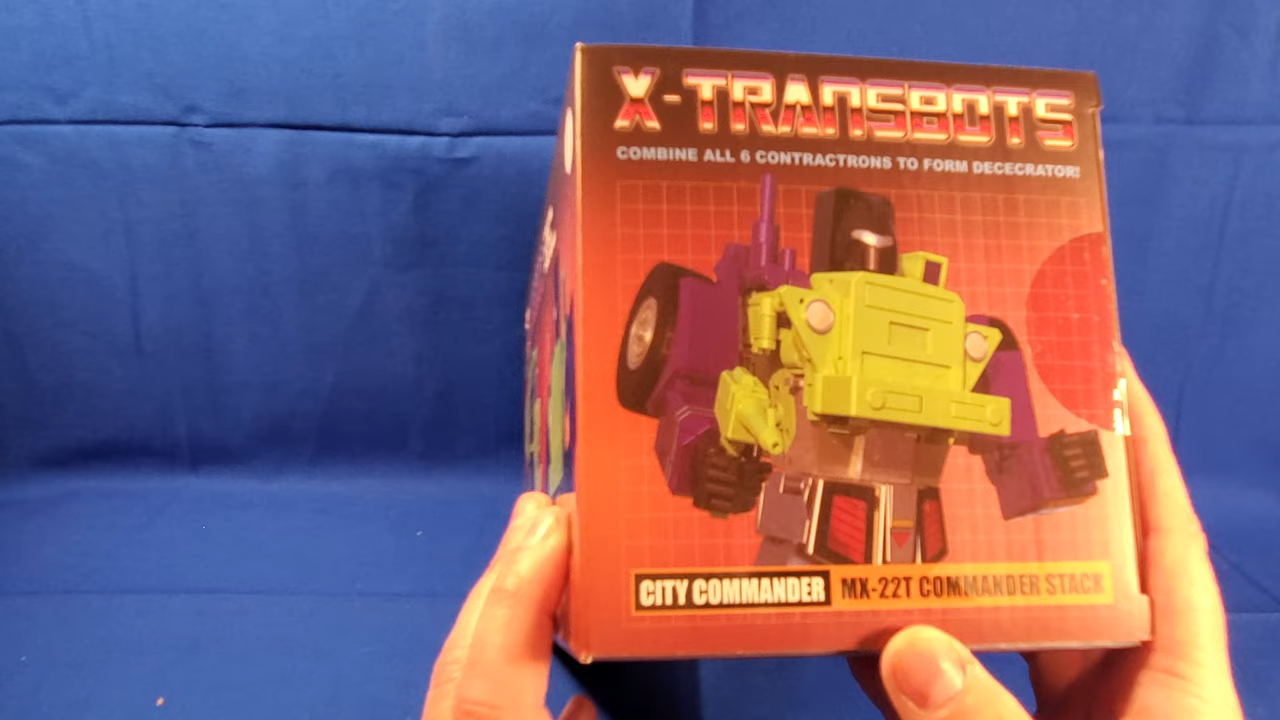 X-TRANSBOTS
COMBINE ALL 6 CONTRACTRONS TO FORM DECECRATOR!
CITY COMMANDER MX-22T COMMANDER STACK